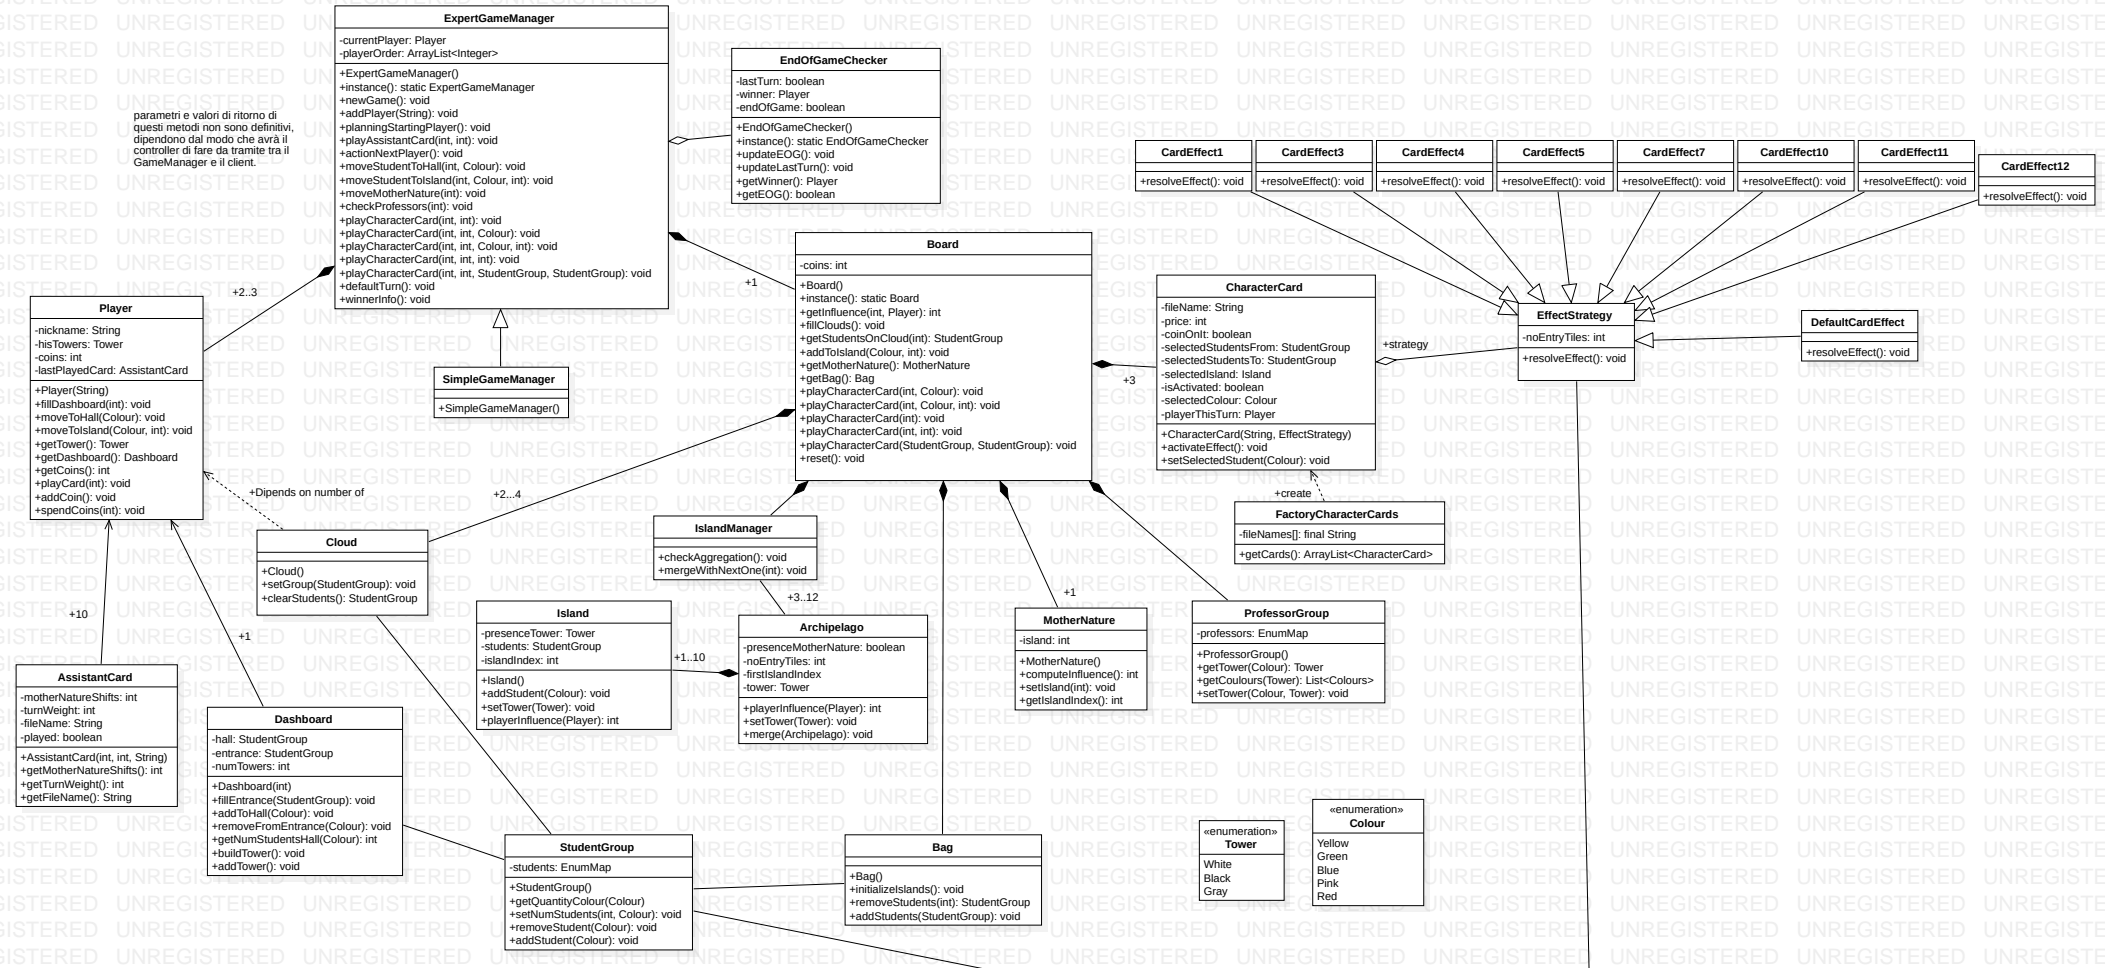 ExpertGameManager
-currentPlayer: Player
-playerOrder: ArrayList<Integer>
+ExpertGameManager()
+instance(): static ExpertGameManager
+newGame(): void
+addPlayer(String): void
+planningStartingPlayer(): void
+playAssistantCard(int, int): void
+actionNextPlayer(): void
+moveStudentToHall(int, Colour): void
+moveStudentToIsland(int, Colour, int): void
+moveMotherNature(int): void
+checkProfessors(int): void
+playCharacterCard(int, int): void
+playCharacterCard(int, int, Colour): void
+playCharacterCard(int, int, Colour, int): void
+playCharacterCard(int, int, int): void
+playCharacterCard(int, int, StudentGroup, StudentGroup): void
+defaultTurn(): void
+winnerInfo(): void
parametri e valori di ritorno di
questi metodi non sono definitivi,
dipendono dal modo che avrà il
controller di fare da tramite tra il
GameManager e il client.
EndOfGameChecker
-lastTurn: boolean
-winner: Player
-endOfGame: boolean
+EndOfGameChecker()
+instance(): static EndOfGameChecker
+updateEOG(): void
+updateLastTurn(): void
+getWinner(): Player
+getEOG(): boolean
CardEffect1
+resolveEffect(): void
CardEffect3
+resolveEffect(): void
CardEffect4
+resolveEffect(): void
CardEffect5
+resolveEffect(): void
CardEffect7
+resolveEffect(): void
CardEffect10
+resolveEffect(): void
CardEffect11
+resolveEffect(): void
CardEffect12
+resolveEffect(): void
Board
-coins: int
+Board()
+instance(): static Board
+getInfluence(int, Player): int
+fillClouds(): void
+getStudentsOnCloud(int): StudentGroup
+addToIsland(Colour, int): void
+getMotherNature(): MotherNature
+getBag(): Bag
+playCharacterCard(int, Colour): void
+playCharacterCard(int, Colour, int): void
+playCharacterCard(int): void
+playCharacterCard(int, int): void
+playCharacterCard(StudentGroup, StudentGroup): void
+reset(): void
+1
+2..3
CharacterCard
-fileName: String
-price: int
-coinOnIt: boolean
-selectedStudentsFrom: StudentGroup
-selectedStudentsTo: StudentGroup
-selectedIsland: Island
-isActivated: boolean
-selectedColour: Colour
-playerThisTurn: Player
+CharacterCard(String, EffectStrategy)
+activateEffect(): void
+setSelectedStudent(Colour): void
+strategy
+3
EffectStrategy
-noEntryTiles: int
+resolveEffect(): void
DefaultCardEffect
+resolveEffect(): void
Player
-nickname: String
-hisTowers: Tower
-coins: int
-lastPlayedCard: AssistantCard
+Player(String)
+fillDashboard(int): void
+moveToHall(Colour): void
+moveToIsland(Colour, int): void
+getTower(): Tower
+getDashboard(): Dashboard
+getCoins(): int
+playCard(int): void
+addCoin(): void
+spendCoins(int): void
SimpleGameManager
+SimpleGameManager()
+Dipends on number of
+2...4
+create
FactoryCharacterCards
-fileNames[]: final String
+getCards(): ArrayList<CharacterCard>
Cloud
+Cloud()
+setGroup(StudentGroup): void
+clearStudents(): StudentGroup
IslandManager
+checkAggregation(): void
+mergeWithNextOne(int): void
+3..12
+1
+10
+1
Island
-presenceTower: Tower
-students: StudentGroup
-islandIndex: int
+Island()
+addStudent(Colour): void
+setTower(Tower): void
+playerInfluence(Player): int
+1..10
Archipelago
-presenceMotherNature: boolean
-noEntryTiles: int
-firstIslandIndex
-tower: Tower
+playerInfluence(Player): int
+setTower(Tower): void
+merge(Archipelago): void
MotherNature
-island: int
+MotherNature()
+computeInfluence(): int
+setIsland(int): void
+getIslandIndex(): int
ProfessorGroup
-professors: EnumMap
+ProfessorGroup()
+getTower(Colour): Tower
+getCoulours(Tower): List<Colours>
+setTower(Colour, Tower): void
AssistantCard
-motherNatureShifts: int
-turnWeight: int
-fileName: String
-played: boolean
+AssistantCard(int, int, String)
+getMotherNatureShifts(): int
+getTurnWeight(): int
+getFileName(): String
Dashboard
-hall: StudentGroup
-entrance: StudentGroup
-numTowers: int
+Dashboard(int)
+fillEntrance(StudentGroup): void
+addToHall(Colour): void
+removeFromEntrance(Colour): void
+getNumStudentsHall(Colour): int
+buildTower(): void
+addTower(): void
StudentGroup
-students: EnumMap
+StudentGroup()
+getQuantityColour(Colour)
+setNumStudents(int, Colour): void
+removeStudent(Colour): void
+addStudent(Colour): void
Bag
+Bag()
+initializeIslands(): void
+removeStudents(int): StudentGroup
+addStudents(StudentGroup): void
«enumeration»
Tower
White
Black
Gray
«enumeration»
Colour
Yellow
Green
Blue
Pink
Red
UNREGISTERED